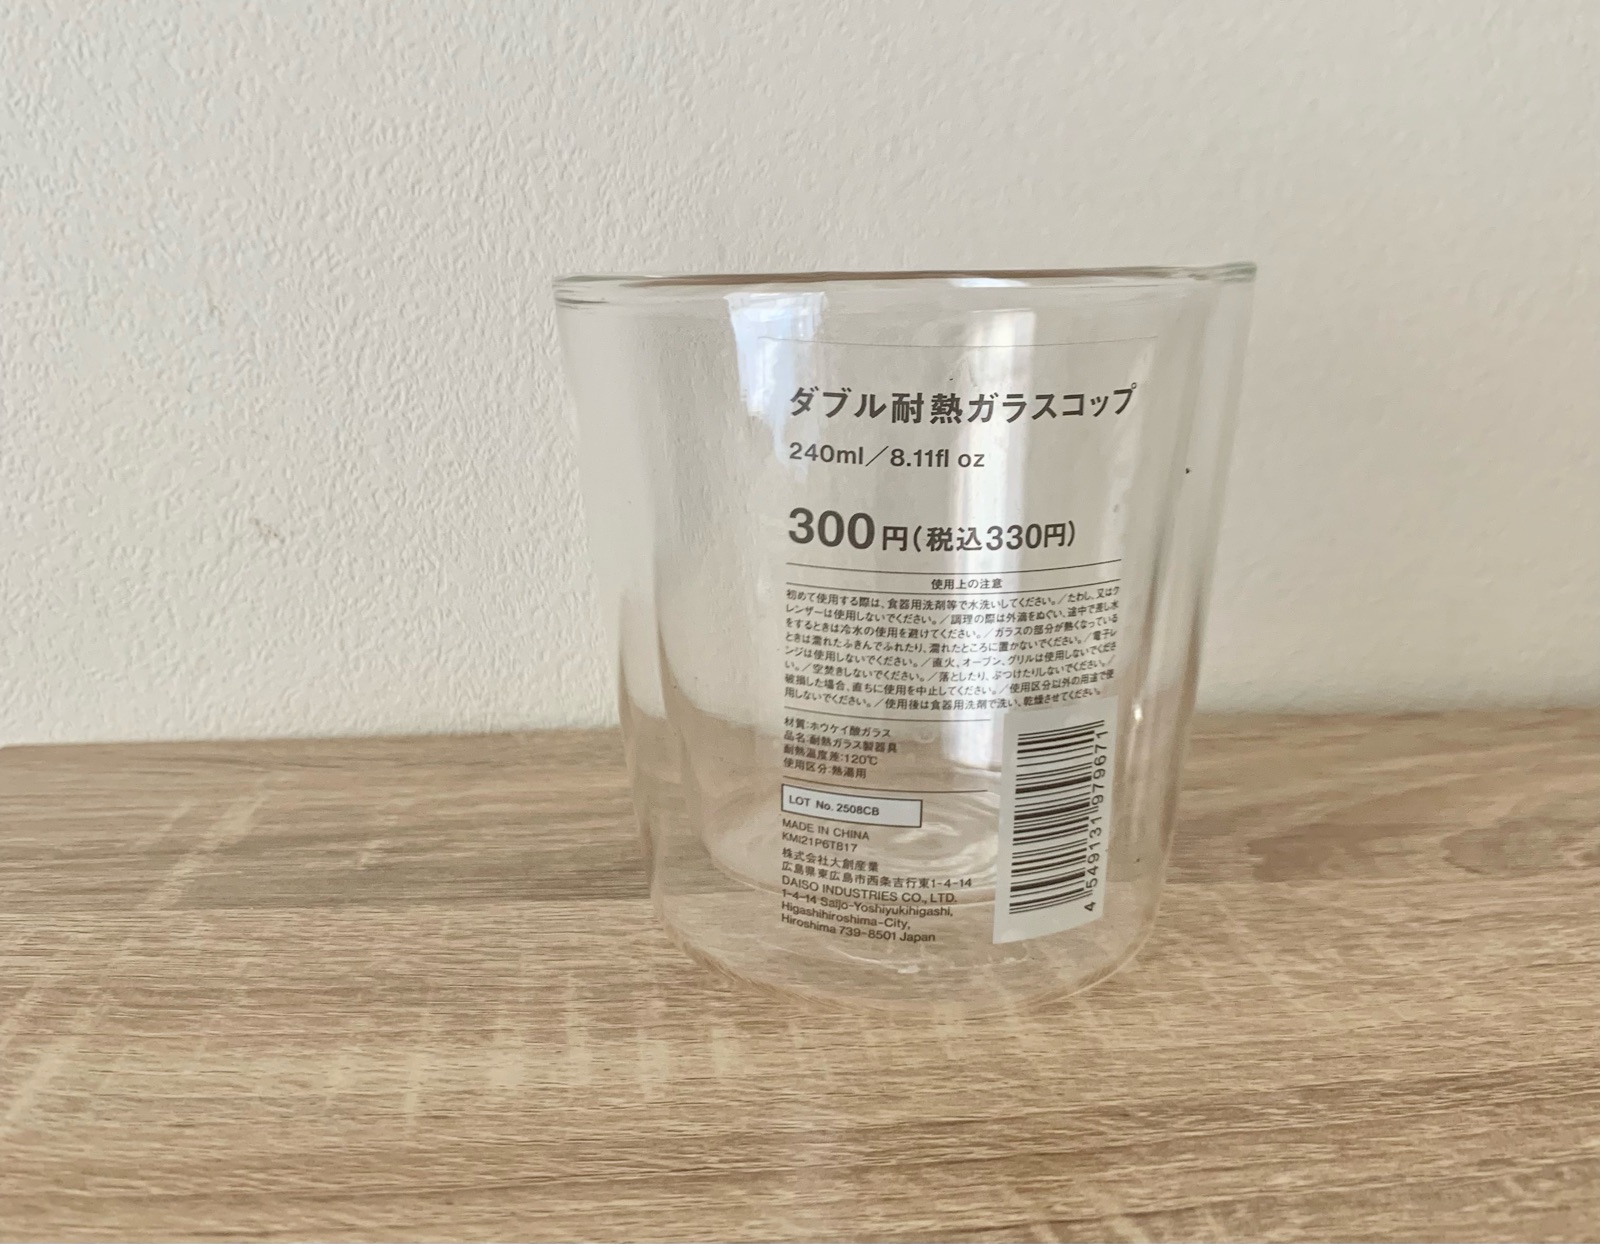 ダブル耐熱ガラスコップ
240ml／8.11fl oz
300円(税込330円)
使用上の注意
初めて使用する際は、食器用洗剤等で水洗いしてください。／たわし、又はク
レンザーは使用しないでください。／調理の際は外滴をぬぐい、途中で差し水
をするときは冷水の使用を避けてください。／ガラスの部分が熱くなっている
ときは濡れたふきんでふれたり、濡れたところに置かないでください。／電子レ
ンジは使用しないでください。／直火、オーブン、グリルは使用しないでくださ
い。／空焚きしないでください。／落としたり、ぶつけたりしないでください。／
破損した場合、直ちに使用を中止してください。／使用区分以外の用途で使
用しないでください。／使用後は食器用洗剤で洗い、乾燥させてください。
材質:ホウケイ酸ガラス
品名:耐熱ガラス製器具
耐熱温度差:120℃
使用区分:熱湯用
LOT No. 2508CB
MADE IN CHINA
KMI21P6T817
株式会社大創産業
広島県東広島市西条吉行東1-4-14
DAISO INDUSTRIES CO., LTD.
1-4-14 Saijo-Yoshiyukihigashi,
Higashihiroshima-City,
Hiroshima 739-8501 Japan
4 549131 979671